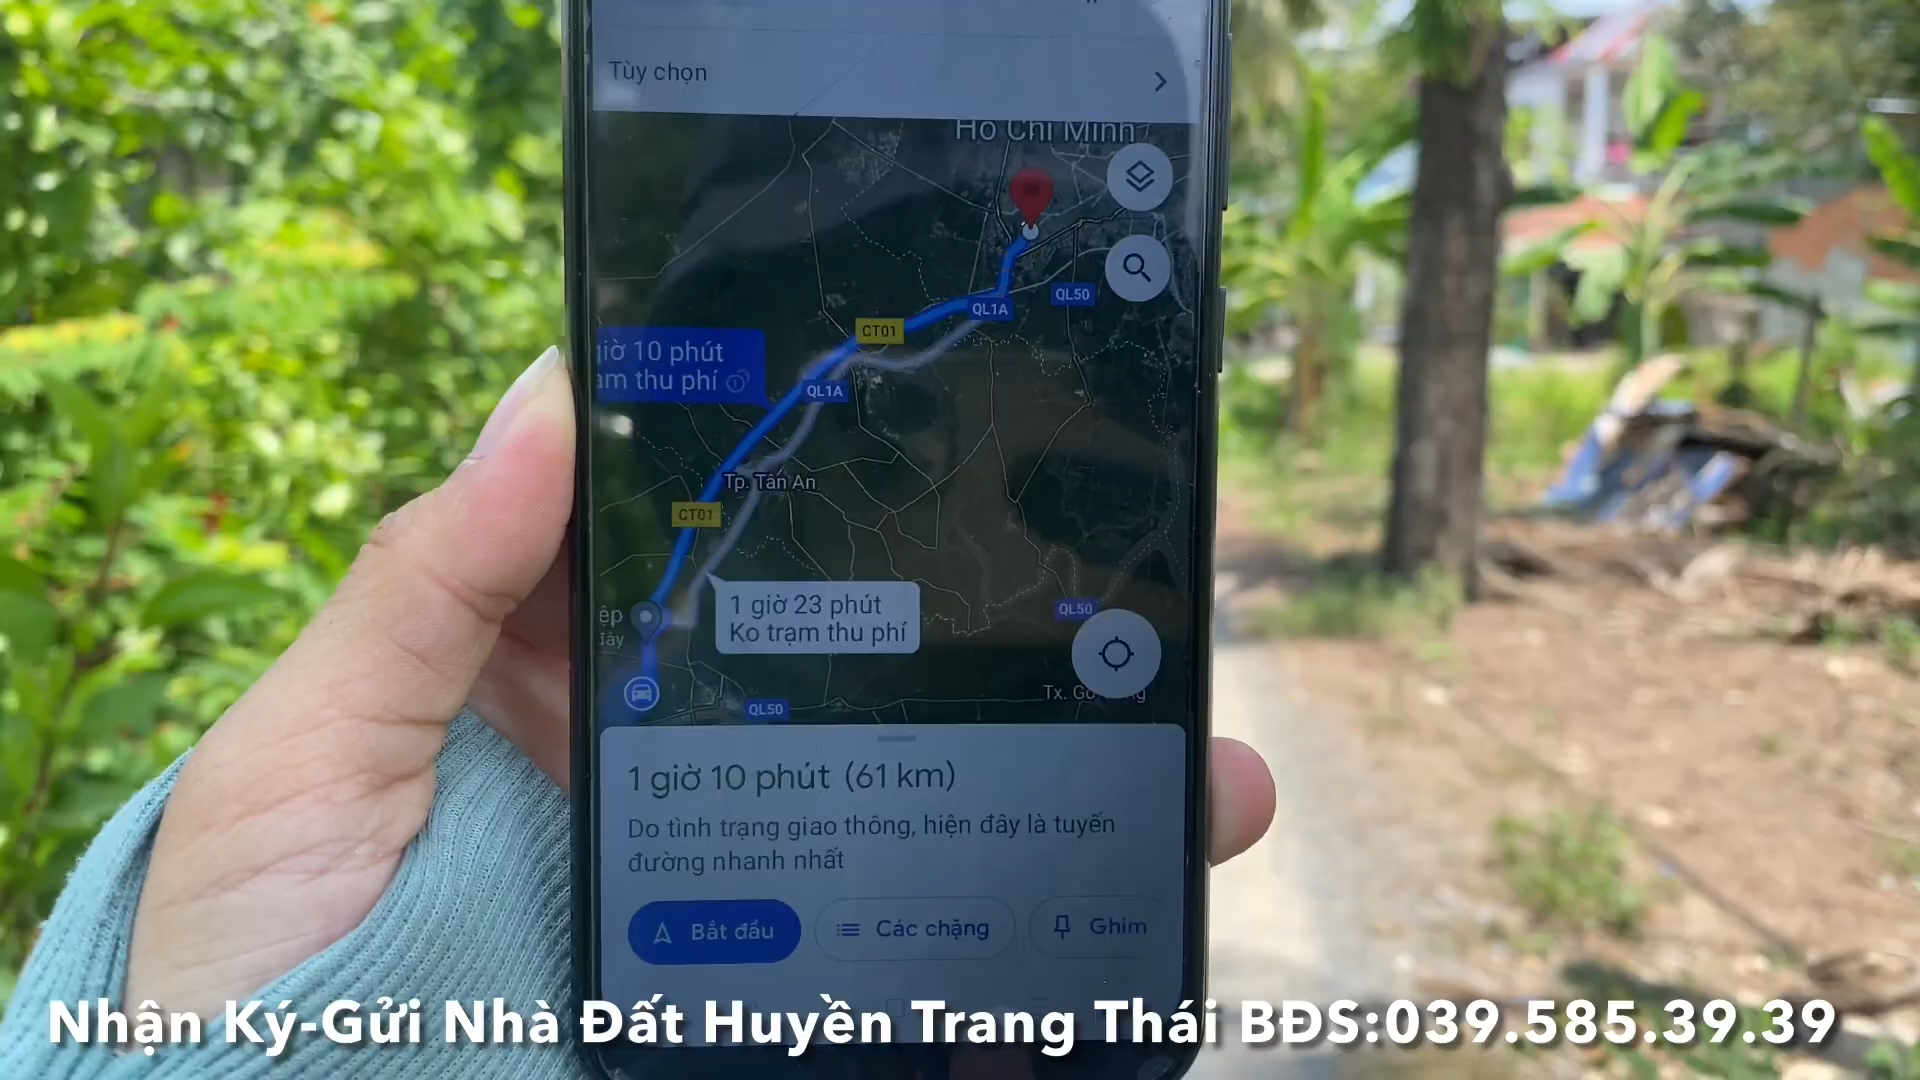 Tùy chọn
Hồ Chí Minh
QL50
QL1A
CT01
giờ 10 phút
trạm thu phí
QL1A
Tp. Tân An
CT01
1 giờ 23 phút
Ko trạm thu phí
QL50
QL50
1 giờ 10 phút (61 km)
Do tình trạng giao thông, hiện đây là tuyến
đường nhanh nhất
Bắt đầu
Các chặng
Ghim
Nhận Ký-Gửi Nhà Đất Huyền Trang Thái BĐS:039.585.39.39